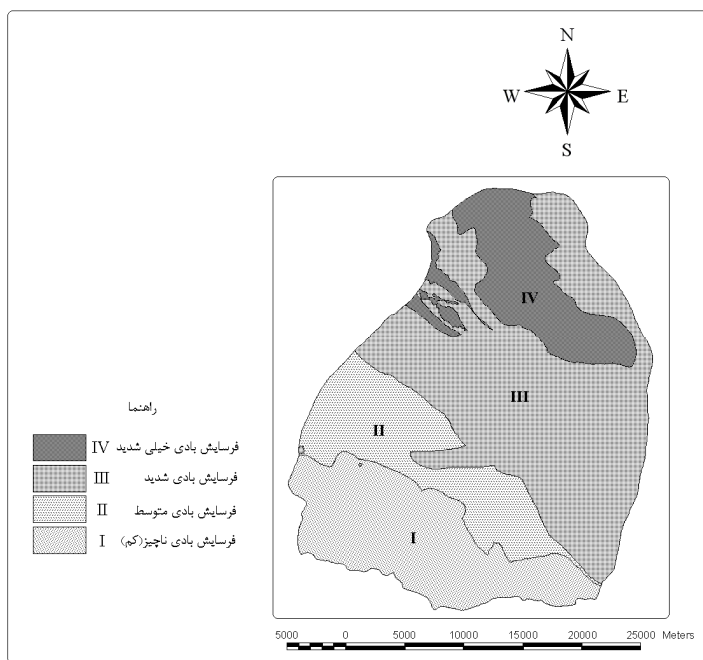 N
W E
S
IV
III
II
I
راهنما
فرسایش بادی خیلی شدید IV
فرسایش بادی شدید III
فرسایش بادی متوسط II
فرسایش بادی ناچیز(کم) I
5000 0 5000 10000 15000 20000 25000 Meters